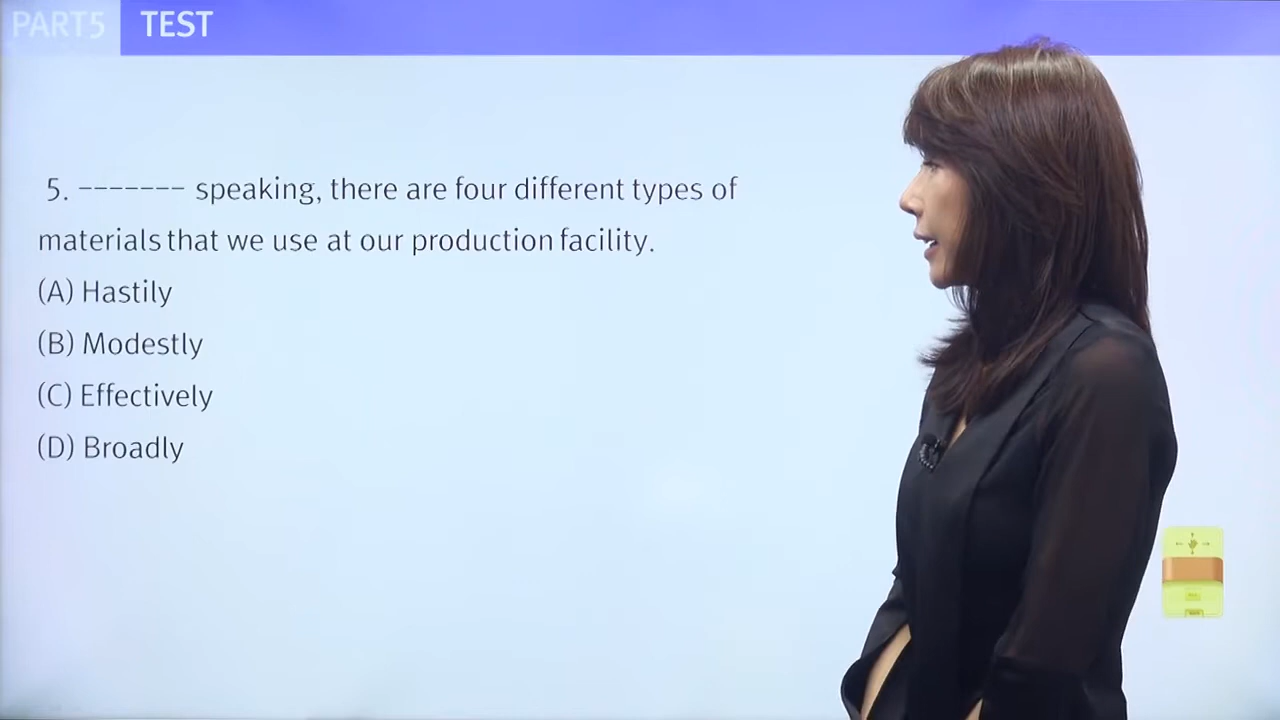 PART5 TEST
5. ------- speaking, there are four different types of
materials that we use at our production facility.
(A) Hastily
(B) Modestly
(C) Effectively
(D) Broadly